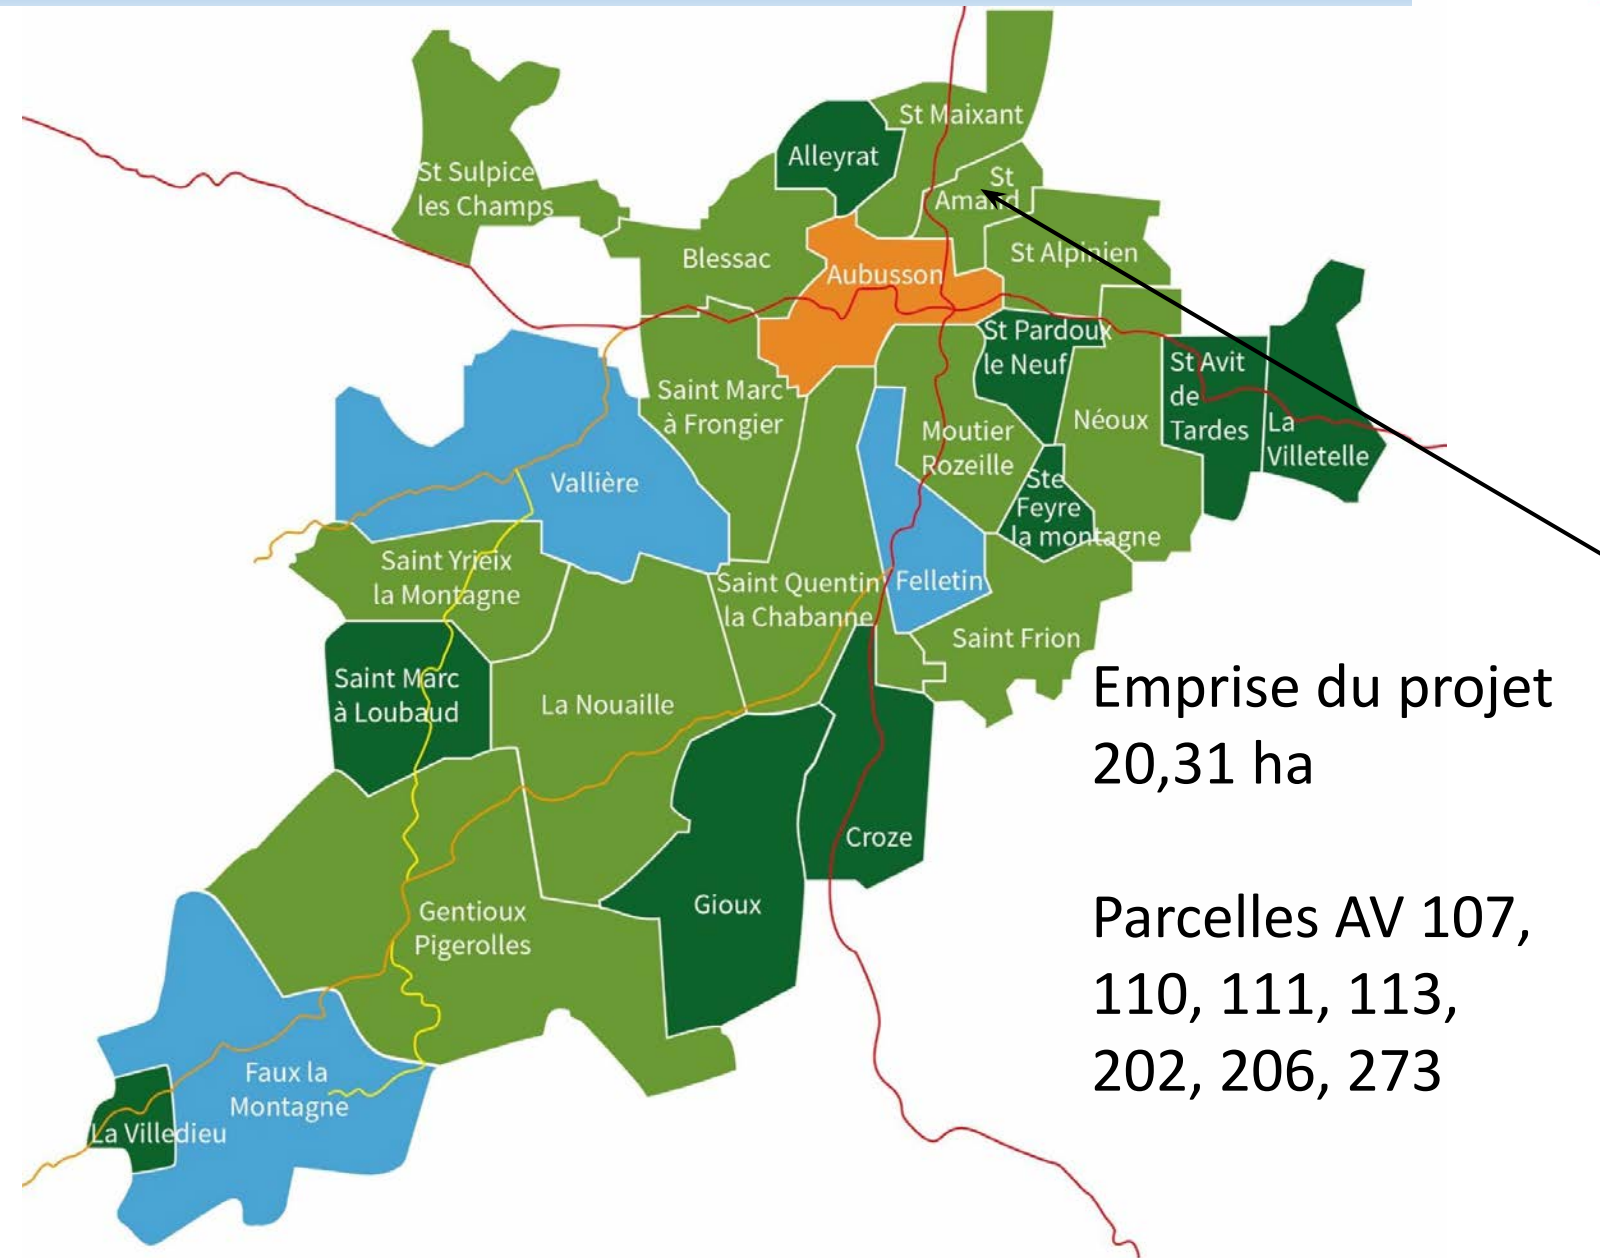 St Maixant
Alleyrat
St Sulpice
les Champs
St
Amand
Blessac
St Alpinien
Aubusson
St Pardoux
le Neuf
St Avit
de
Tardes
La
Villetelle
Saint Marc
à Frongier
Moutier
Rozeille
Néoux
Vallière
Ste
Feyre
la montagne
Saint Yrieix
la Montagne
Saint Quentin
la Chabanne
Felletin
Saint Frion
Saint Marc
à Loubaud
La Nouaille
Croze
Gioux
Gentioux
Pigerolles
Faux la
Montagne
La Villedieu
Emprise du projet
20,31 ha
Parcelles AV 107,
110, 111, 113,
202, 206, 273